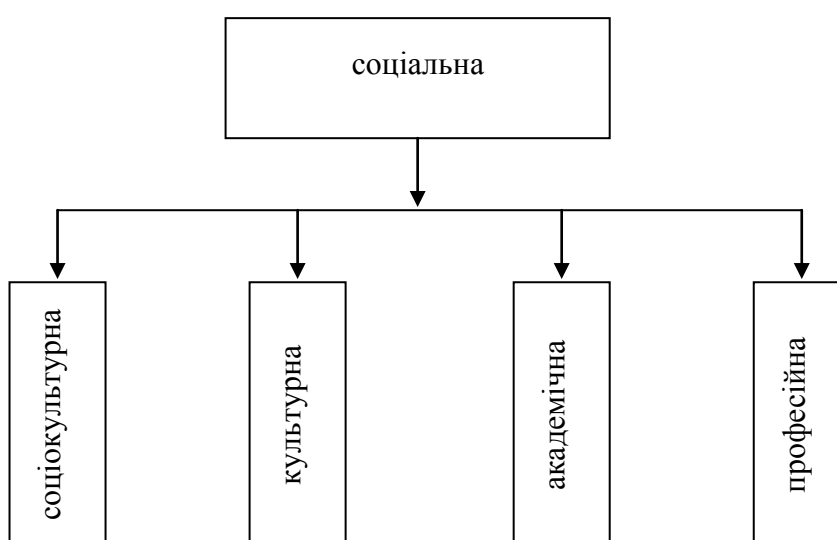 соціальна
соціокультурна
культурна
академічна
професійна